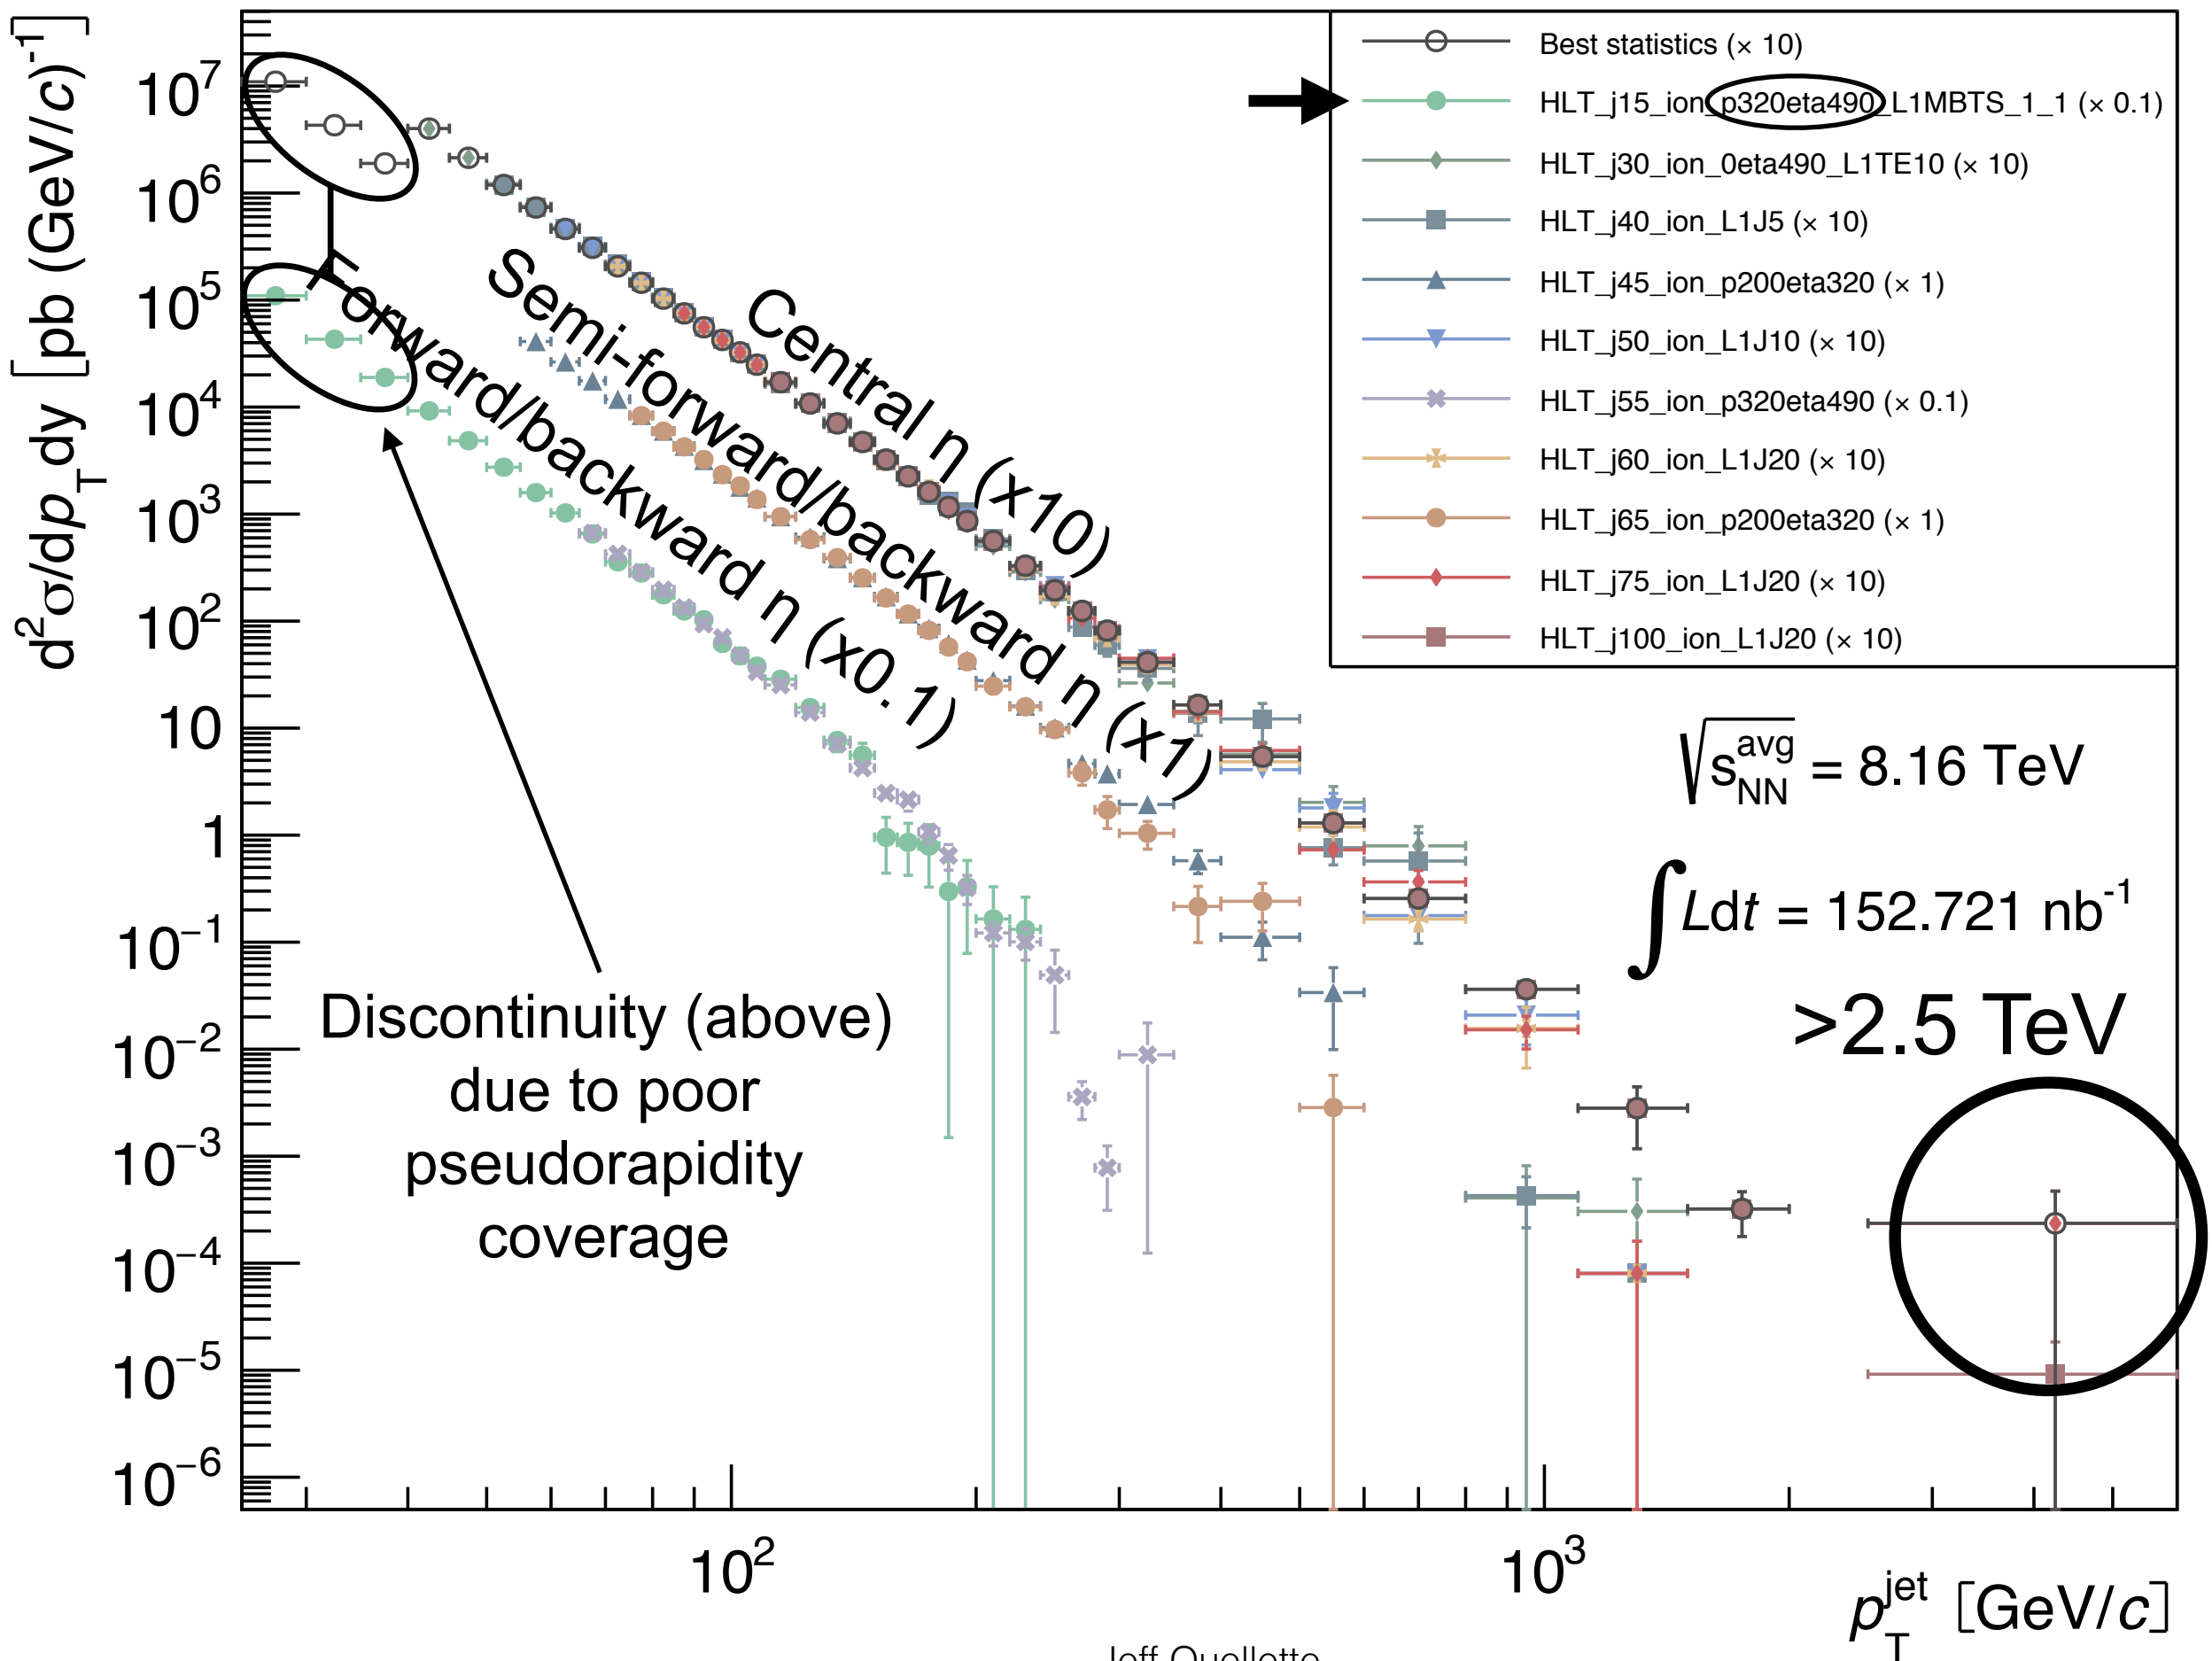 d²σ/dp_T dy [pb (GeV/c)⁻¹]
10⁷
10⁶
10⁵
10⁴
10³
10²
10
1
10⁻¹
10⁻²
10⁻³
10⁻⁴
10⁻⁵
10⁻⁶
Best statistics (× 10)
HLT_j15_ion_p320eta490_L1MBTS_1_1 (× 0.1)
HLT_j30_ion_0eta490_L1TE10 (× 10)
HLT_j40_ion_L1J5 (× 10)
HLT_j45_ion_p200eta320 (× 1)
HLT_j50_ion_L1J10 (× 10)
HLT_j55_ion_p320eta490 (× 0.1)
HLT_j60_ion_L1J20 (× 10)
HLT_j65_ion_p200eta320 (× 1)
HLT_j75_ion_L1J20 (× 10)
HLT_j100_ion_L1J20 (× 10)
Central η (x10)
Semi-forward/backward η (x1)
Forward/backward η (x0.1)
√s_NN^avg = 8.16 TeV
∫Ldt = 152.721 nb⁻¹
>2.5 TeV
Discontinuity (above)
due to poor
pseudorapidity
coverage
10²
10³
p_T^jet [GeV/c]
Jeff Ouellette